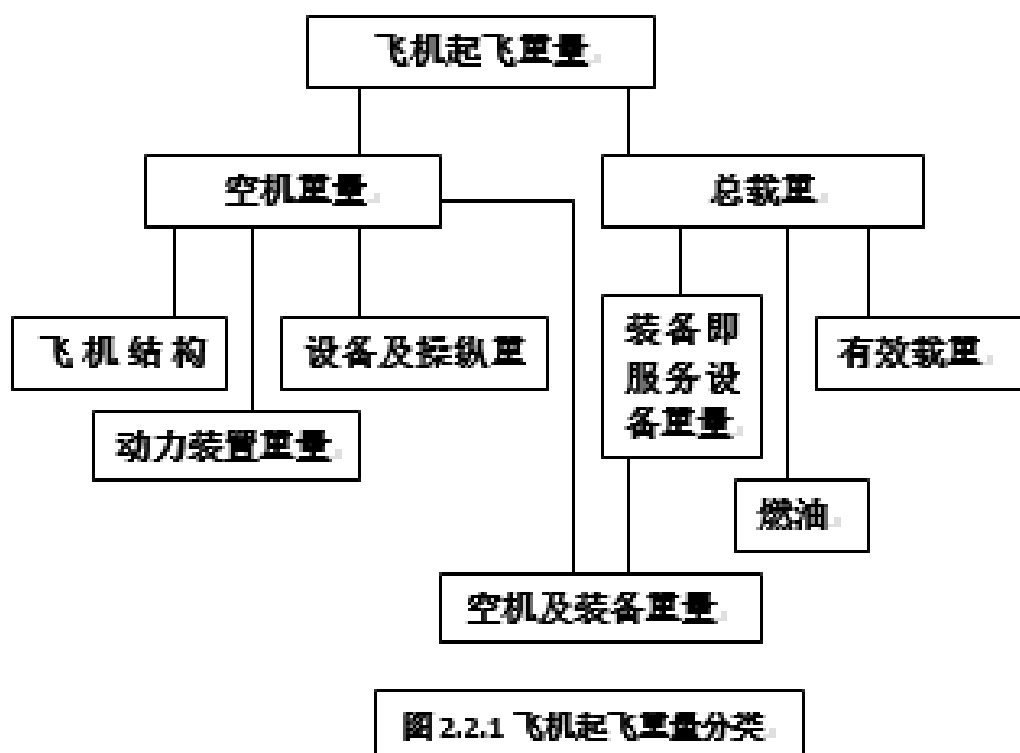 飞机起飞重量
空机重量
总载重
飞机结构
设备及操纵重
装备即
服务设
备重量
有效载重
动力装置重量
燃油
空机及装备重量
图2.2.1 飞机起飞重量分类